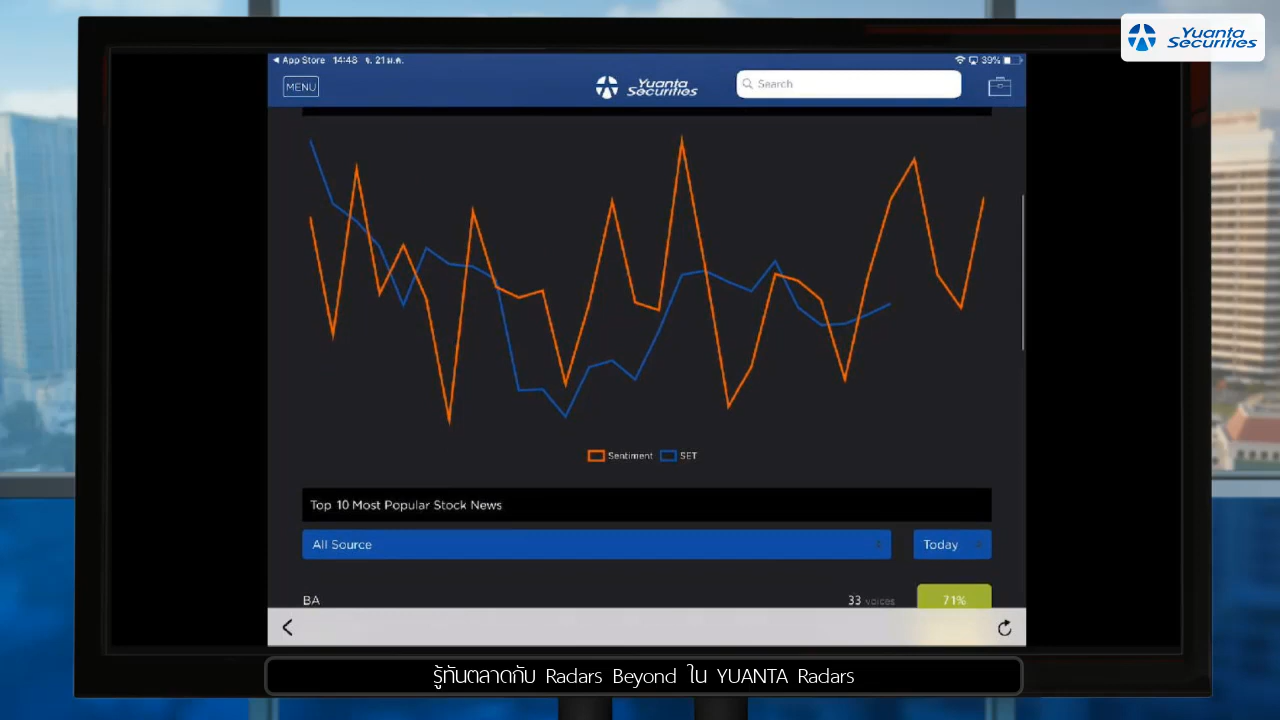 Yuanta
Securities
App Store 14:48 จ. 21 ม.ค.
39%
MENU
Yuanta
Securities
Search
Sentiment SET
Top 10 Most Popular Stock News
All Source
Today
BA
33 voices
71%
รู้ทันตลาดกับ Radars Beyond ใน YUANTA Radars